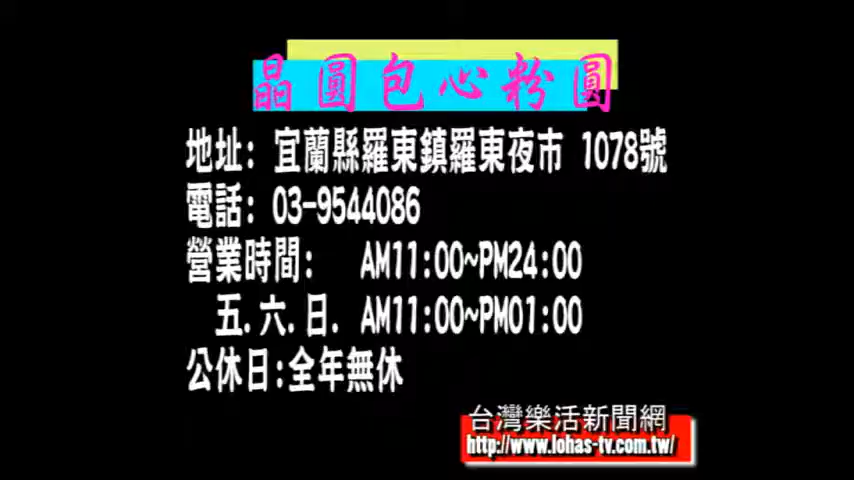 晶圓包心粉圓
地址: 宜蘭縣羅東鎮羅東夜市 1078號
電話: 03-9544086
營業時間: AM11:00~PM24:00
五.六.日. AM11:00~PM01:00
公休日:全年無休
台灣樂活新聞網
http://www.lohas-tv.com.tw/